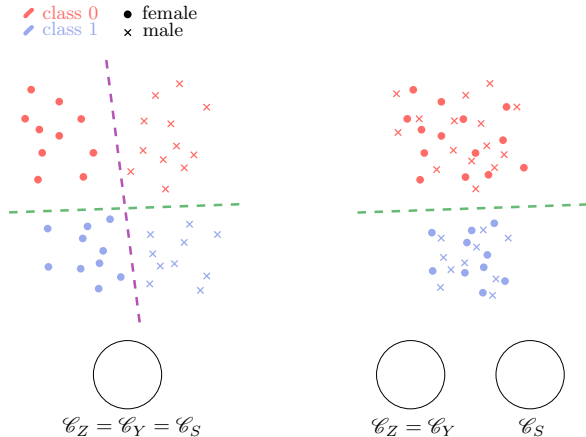 class 0 ● female
class 1 × male
𝒞_Z = 𝒞_Y = 𝒞_S
𝒞_Z = 𝒞_Y
𝒞_S